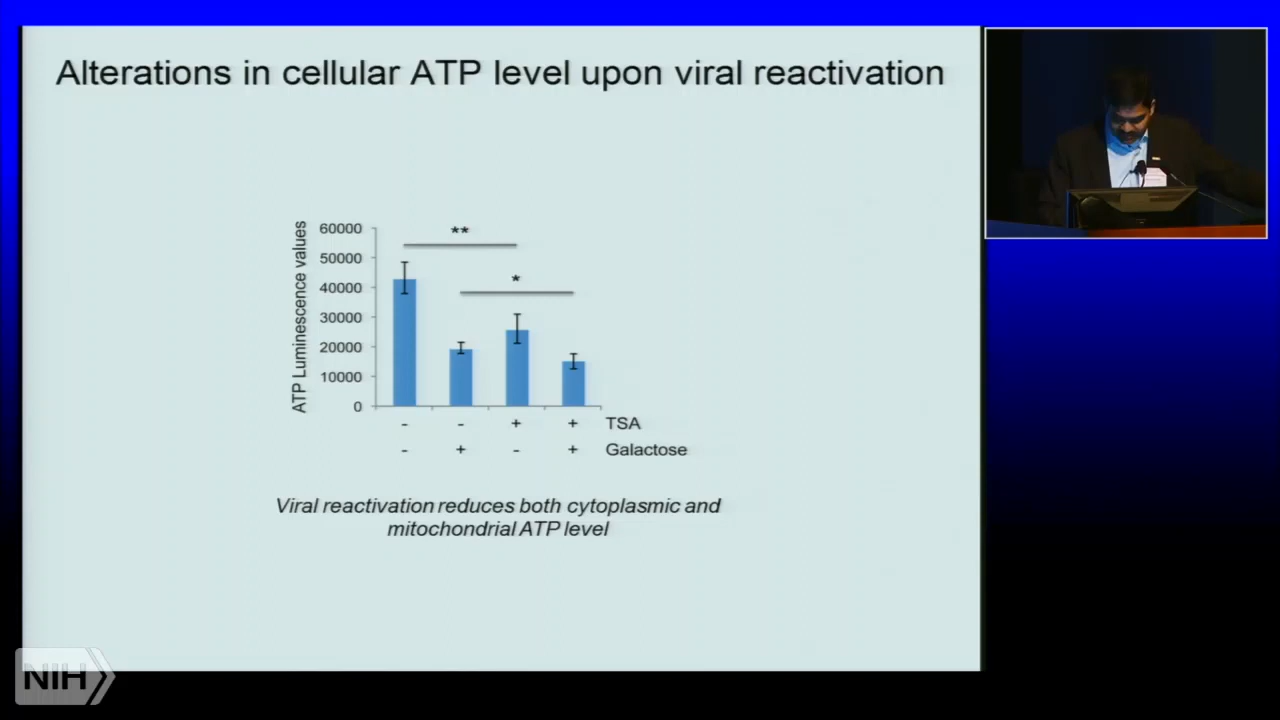 Alterations in cellular ATP level upon viral reactivation
ATP Luminescence values
60000
50000
40000
30000
20000
10000
0
**
*
- - + + TSA
- + - + Galactose
Viral reactivation reduces both cytoplasmic and
mitochondrial ATP level
NIH